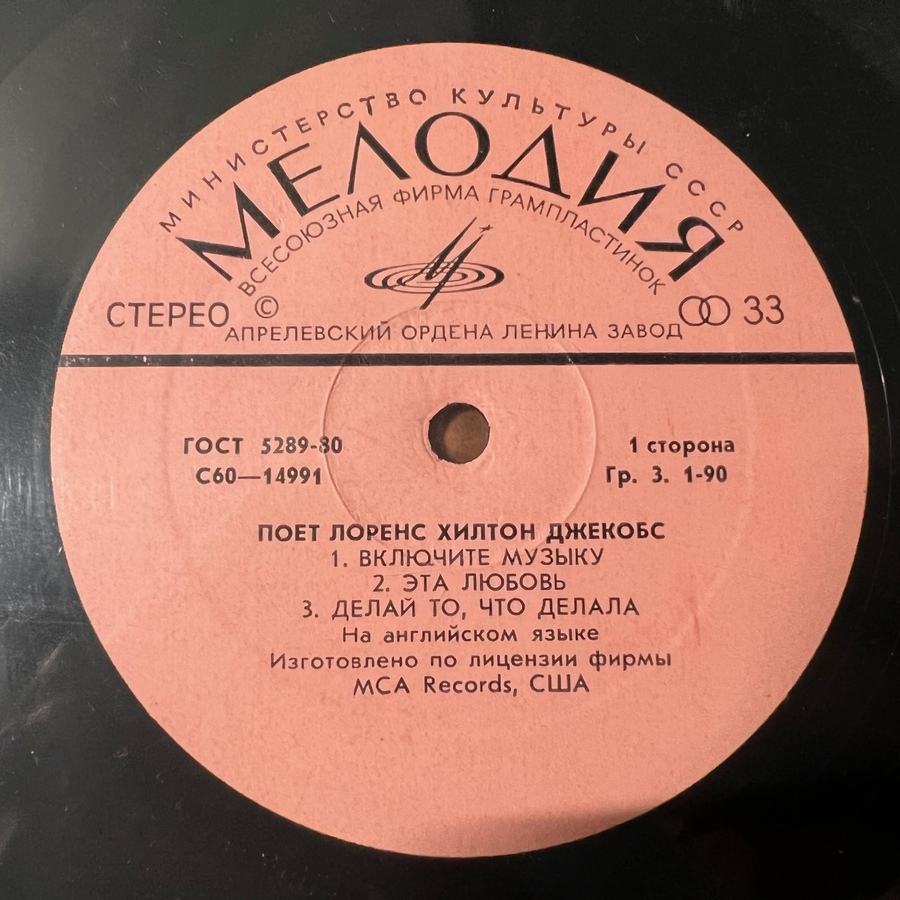 МИНИСТЕРСТВО КУЛЬТУРЫ СССР
МЕЛОДИЯ
ВСЕСОЮЗНАЯ ФИРМА ГРАМПЛАСТИНОК
СТЕРЕО © 33
АПРЕЛЕВСКИЙ ОРДЕНА ЛЕНИНА ЗАВОД
ГОСТ 5289-80 1 сторона
С60—14991 Гр. 3. 1-90
ПОЕТ ЛОРЕНС ХИЛТОН ДЖЕКОБС
1. ВКЛЮЧИТЕ МУЗЫКУ
2. ЭТА ЛЮБОВЬ
3. ДЕЛАЙ ТО, ЧТО ДЕЛАЛА
На английском языке
Изготовлено по лицензии фирмы
MCA Records, США